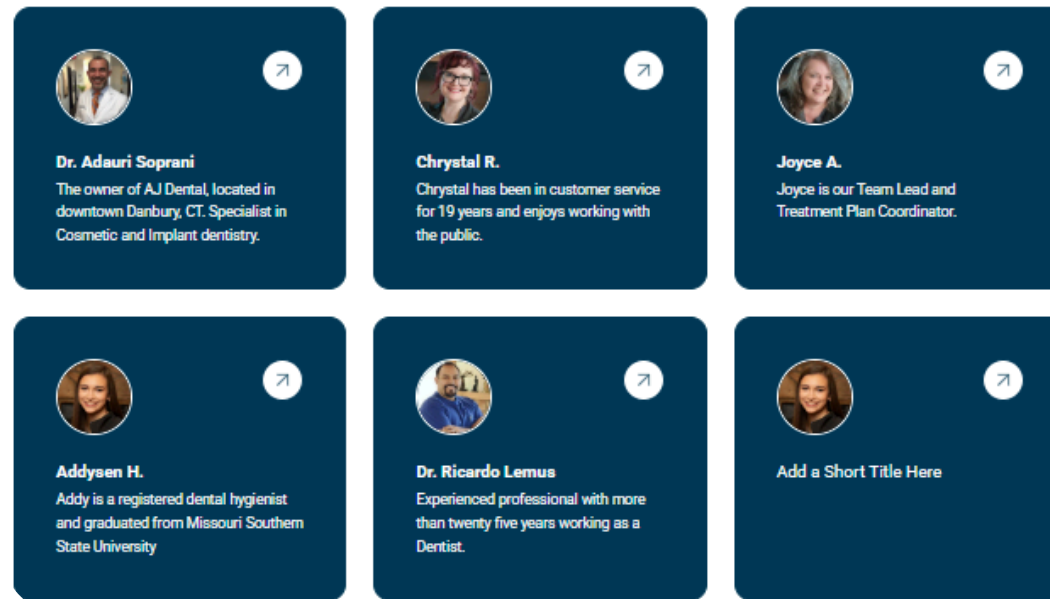 Dr. Adauri Soprani
The owner of AJ Dental, located in
downtown Danbury, CT. Specialist in
Cosmetic and Implant dentistry.
Chrystal R.
Chrystal has been in customer service
for 19 years and enjoys working with
the public.
Joyce A.
Joyce is our Team Lead and
Treatment Plan Coordinator.
Addysen H.
Addy is a registered dental hygienist
and graduated from Missouri Southern
State University
Dr. Ricardo Lemus
Experienced professional with more
than twenty five years working as a
Dentist.
Add a Short Title Here